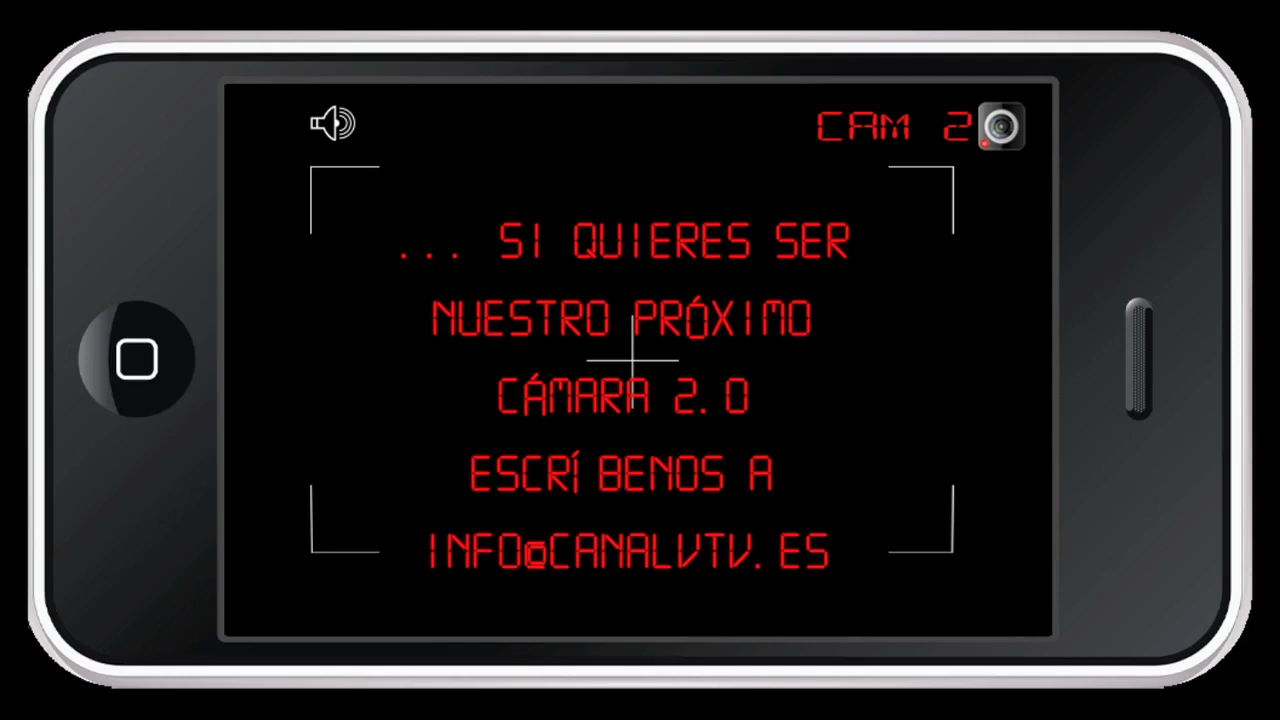 CAM 2
... SI QUIERES SER
NUESTRO PRÓXIMO
CÁMARA 2.0
ESCRÍBENOS A
INFO@CANALVTV.ES